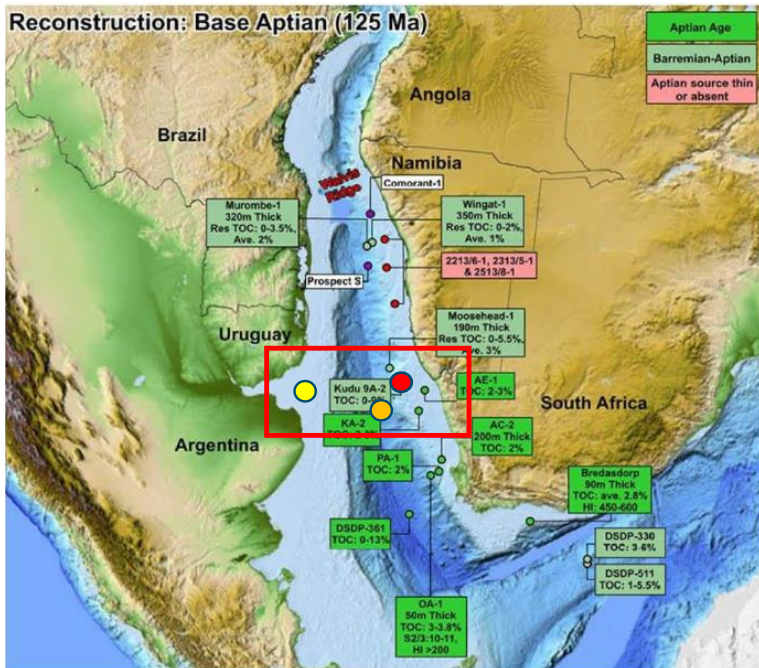 Reconstruction: Base Aptian (125 Ma)
Aptian Age
Barremian-Aptian
Aptian source thin
or absent
Angola
Brazil
Namibia
Walvis
Ridge
Comorant-1
Murombe-1
320m Thick
Res TOC: 0-3.5%,
Ave. 2%
Wingat-1
350m Thick
Res TOC: 0-2%,
Ave. 1%
2213/6-1, 2313/5-1
& 2513/8-1
Prospect S
Moosehead-1
190m Thick
Res TOC: 0-5.5%,
Ave. 3%
Uruguay
Kudu 9A-2
TOC: 0-9%
AE-1
TOC: 2-3%
South Africa
KA-2
TOC:
AC-2
200m Thick
TOC: 2%
Argentina
PA-1
TOC: 2%
Bredasdorp
90m Thick
TOC: ave. 2.8%
HI: 450-600
DSDP-361
TOC: 0-13%
DSDP-330
TOC: 3-6%
DSDP-511
TOC: 1-5.5%
OA-1
50m Thick
TOC: 3-3.8%
S2/3:10-11,
HI >200